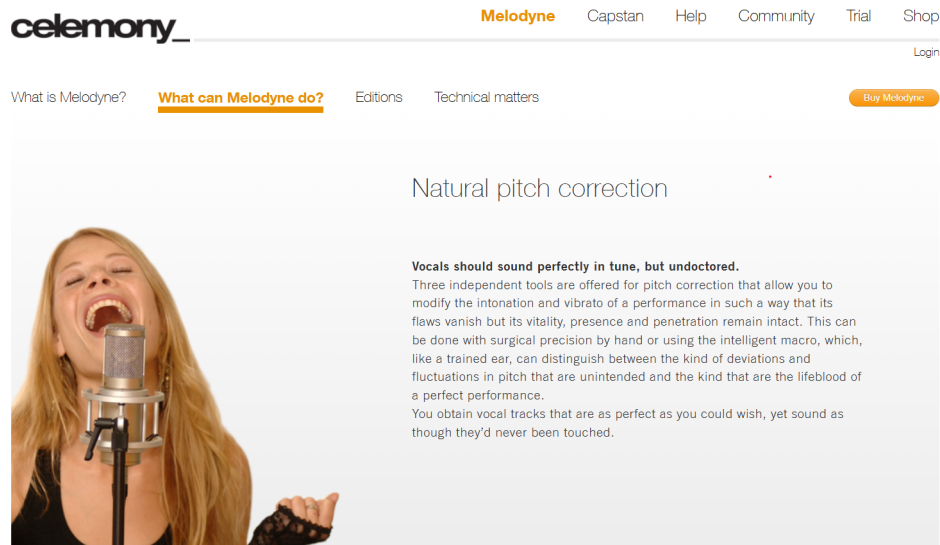 celemony_
Melodyne Capstan Help Community Trial Shop
Login
What is Melodyne? What can Melodyne do? Editions Technical matters Buy Melodyne
Natural pitch correction
Vocals should sound perfectly in tune, but undoctored.
Three independent tools are offered for pitch correction that allow you to
modify the intonation and vibrato of a performance in such a way that its
flaws vanish but its vitality, presence and penetration remain intact. This can
be done with surgical precision by hand or using the intelligent macro, which,
like a trained ear, can distinguish between the kind of deviations and
fluctuations in pitch that are unintended and the kind that are the lifeblood of
a perfect performance.
You obtain vocal tracks that are as perfect as you could wish, yet sound as
though they'd never been touched.